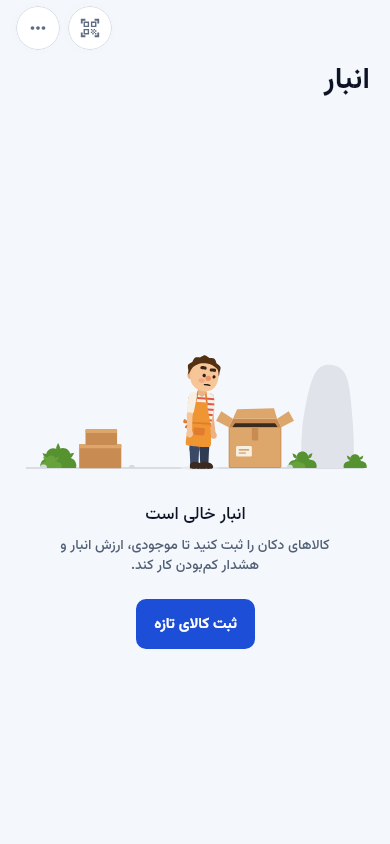 انبار
انبار خالی است
کالاهای دکان را ثبت کنید تا موجودی، ارزش انبار و
هشدار کم‌بودن کار کند.
ثبت کالای تازه